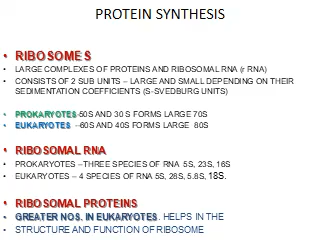 PROTEIN SYNTHESIS
• RIBOSOMES
• LARGE COMPLEXES OF PROTEINS AND RIBOSOMAL RNA (r RNA)
• CONSISTS OF 2 SUB UNITS – LARGE AND SMALL DEPENDING ON THEIR
SEDIMENTATION COEFFICIENTS (S-SVEDBURG UNITS)
• PROKARYOTES-50S AND 30 S FORMS LARGE 70S
• EUKARYOTES –60S AND 40S FORMS LARGE 80S
• RIBOSOMAL RNA
• PROKARYOTES –THREE SPECIES OF RNA 5S, 23S, 16S
• EUKARYOTES – 4 SPECIES OF RNA 5S, 28S, 5.8S, 18S.
• RIBOSOMAL PROTEINS
• GREATER NOS. IN EUKARYOTES. HELPS IN THE
• STRUCTURE AND FUNCTION OF RIBOSOME